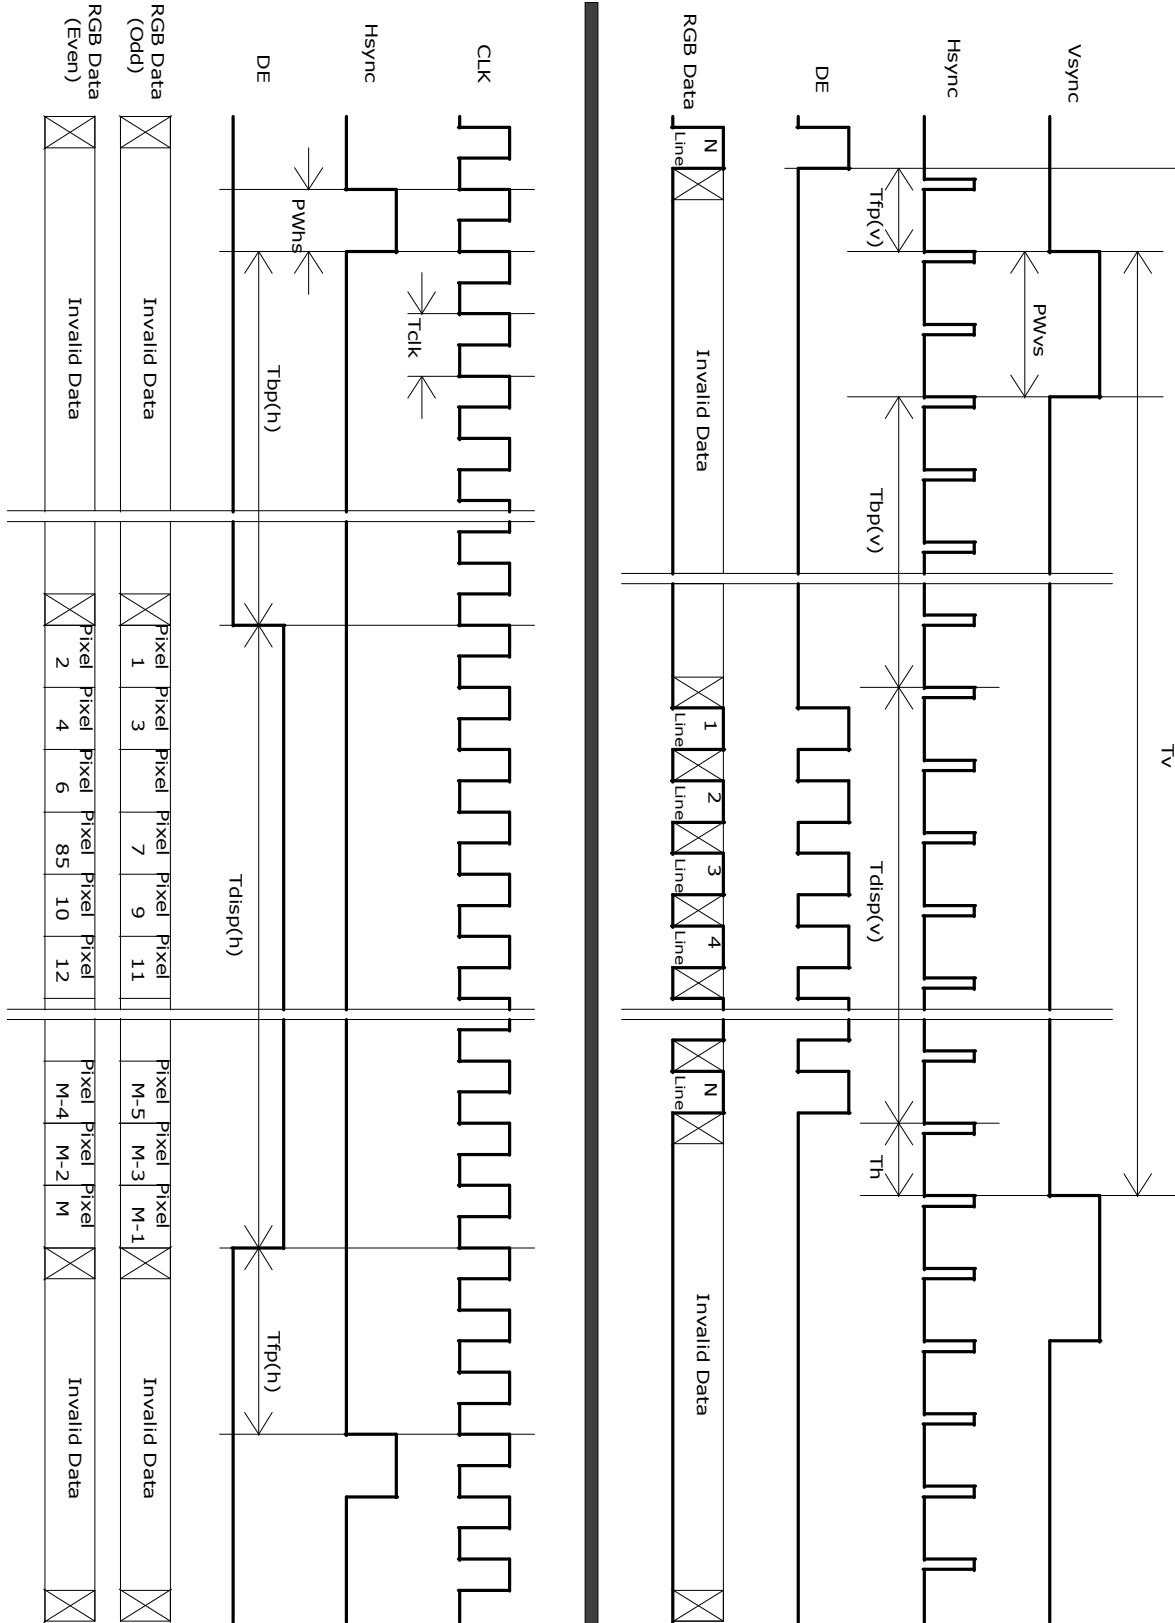 Tv
Vsync
PWvs
Hsync
Tfp(v)
Tbp(v)
Tdisp(v)
Th
DE
RGB Data
N
Line
Invalid Data
1
Line
2
Line
3
Line
4
Line
N
Line
Invalid Data
CLK
Tclk
Hsync
PWhs
Tbp(h)
Tdisp(h)
Tfp(h)
DE
RGB Data
(Odd)
Invalid Data
Pixel Pixel Pixel Pixel Pixel Pixel
1 3 7 9 11
Pixel Pixel Pixel
M-5 M-3 M-1
Invalid Data
RGB Data
(Even)
Invalid Data
Pixel Pixel Pixel Pixel Pixel Pixel
2 4 6 85 10 12
Pixel Pixel Pixel
M-4 M-2 M
Invalid Data